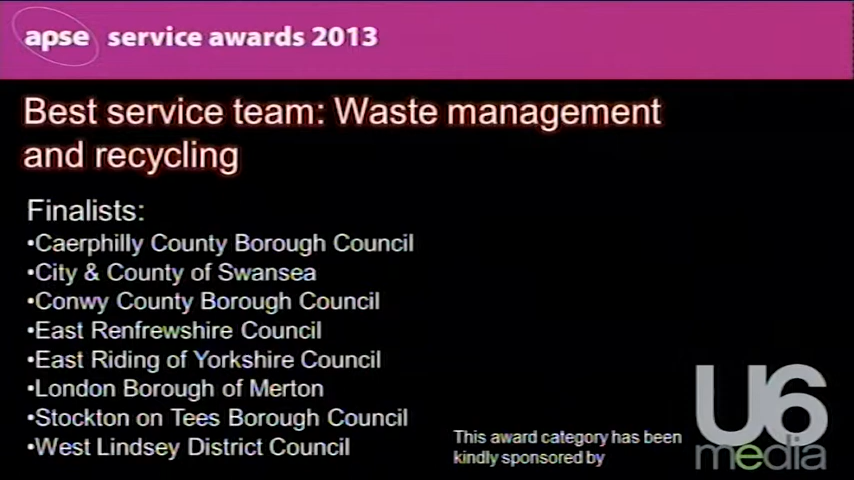 apse service awards 2013
Best service team: Waste management
and recycling
Finalists:
•Caerphilly County Borough Council
•City & County of Swansea
•Conwy County Borough Council
•East Renfrewshire Council
•East Riding of Yorkshire Council
•London Borough of Merton
•Stockton on Tees Borough Council
•West Lindsey District Council
This award category has been
kindly sponsored by
U6
media